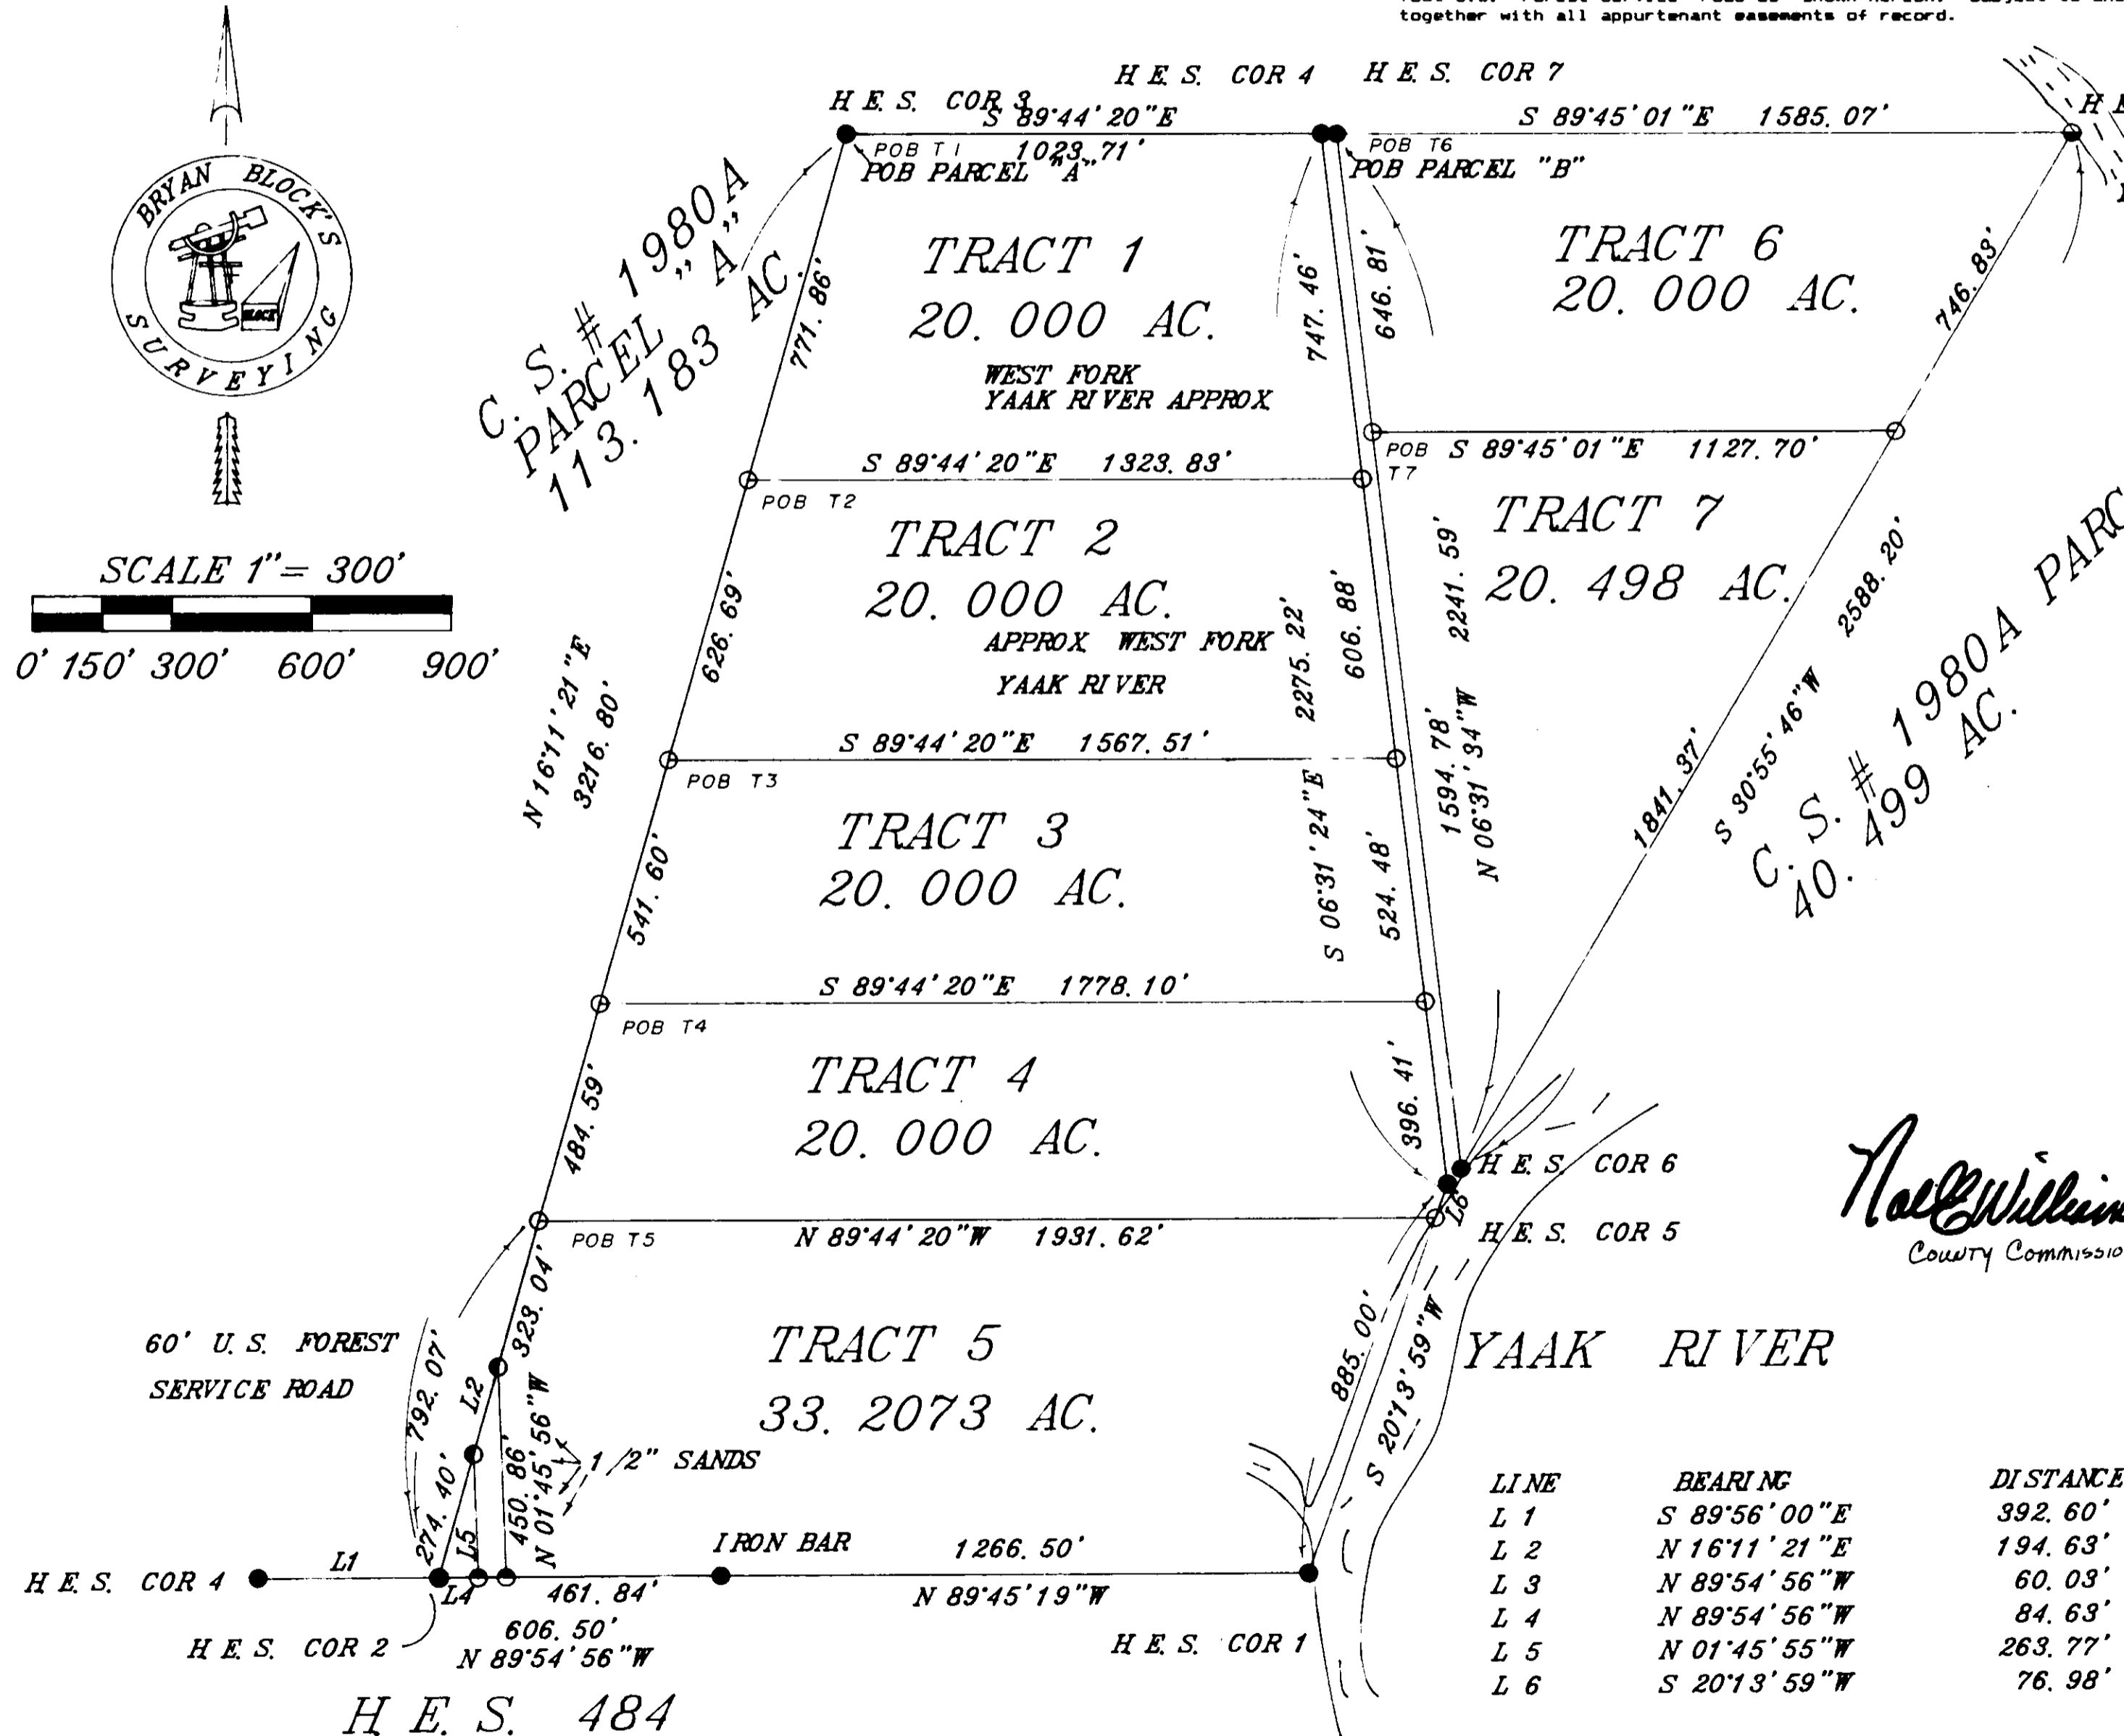 together with all appurtenant easements of record.
H.E.S. COR 4 H.E.S. COR 7
H.E.S. COR 3
S 89°44'20"E
S 89°45'01"E 1585.07'
POB T1 1023.71'
POB PARCEL "A"
POB T6
POB PARCEL "B"
BRYAN BLOCK'S
SURVEYING
BLOCK
C. S. # 1980A
PARCEL "A"
113.183 AC.
771.86'
TRACT 1
20.000 AC.
WEST FORK
YAAK RIVER APPROX
747.46'
646.81'
TRACT 6
20.000 AC.
746.83'
S 89°44'20"E 1323.83'
POB T2
POB S 89°45'01"E 1127.70'
T7
SCALE 1"= 300'
0' 150' 300' 600' 900'
TRACT 2
20.000 AC.
APPROX WEST FORK
YAAK RIVER
626.69'
N 16°11'21"E
3216.80'
2275.22'
606.88'
2241.59'
TRACT 7
20.498 AC.
2588.20'
S 89°44'20"E 1567.51'
POB T3
S 06°31'24"E
1594.78'
N 06°31'34"W
1841.37'
S 30°55'46"W
C. S. # 1980A
40.499 AC.
TRACT 3
20.000 AC.
541.60'
524.48'
S 89°44'20"E 1778.10'
POB T4
TRACT 4
20.000 AC.
484.59'
396.41'
H.E.S. COR 6
L6
H.E.S. COR 5
N 89°44'20"W 1931.62'
POB T5
County
323.04'
60' U.S. FOREST
SERVICE ROAD
792.07'
L2
TRACT 5
33.2073 AC.
885.00'
S 20°13'59"W
YAAK RIVER
274.40'
L5
450.86'
N 01°45'56"W
1/2" SANDS
H.E.S. COR 4
L1
L4
461.84'
606.50'
N 89°54'56"W
IRON BAR
1266.50'
N 89°45'19"W
H.E.S. COR 2
H.E.S. COR 1
H.E.S. 484
LINE BEARING DISTANCE
L 1 S 89°56'00"E 392.60'
L 2 N 16°11'21"E 194.63'
L 3 N 89°54'56"W 60.03'
L 4 N 89°54'56"W 84.63'
L 5 N 01°45'55"W 263.77'
L 6 S 20°13'59"W 76.98'